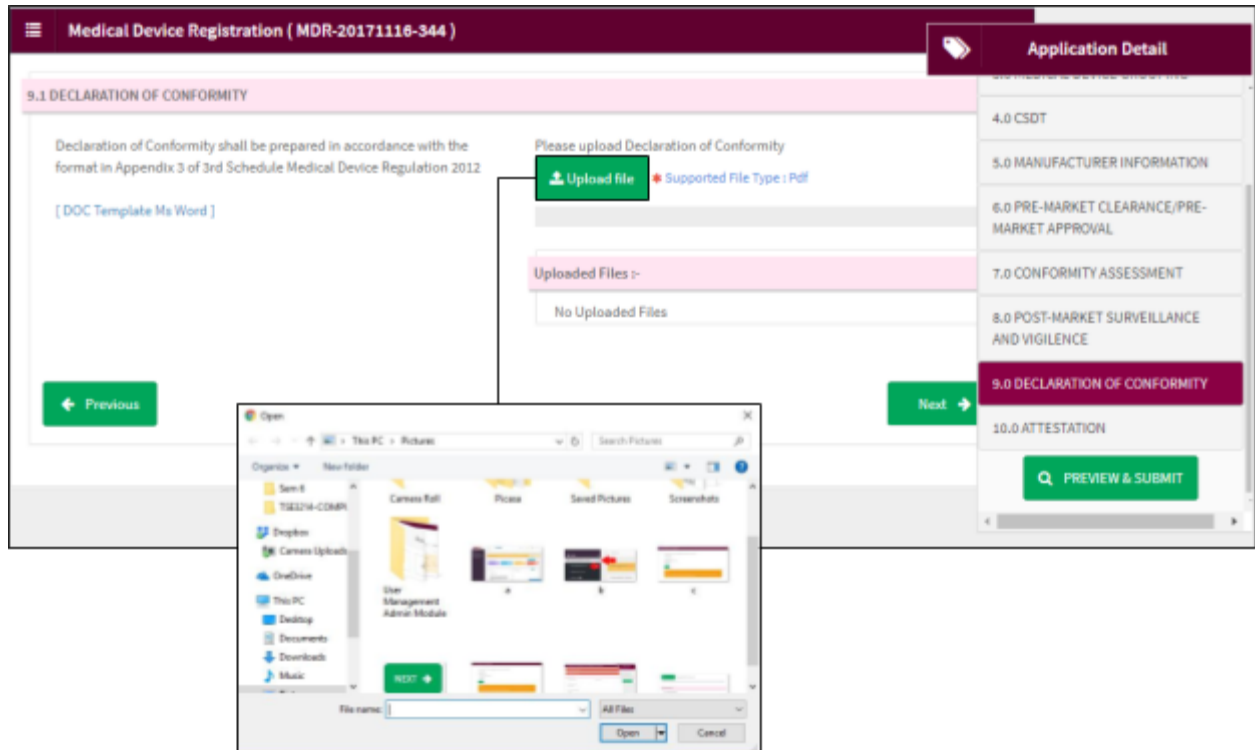 Medical Device Registration ( MDR-20171116-344 )
Application Detail
9.1 DECLARATION OF CONFORMITY
Declaration of Conformity shall be prepared in accordance with the
format in Appendix 3 of 3rd Schedule Medical Device Regulation 2012
[ DOC Template Ms Word ]
Please upload Declaration of Conformity
Upload file
* Supported File Type : Pdf
Uploaded Files :-
No Uploaded Files
Previous
Next
4.0 CSDT
5.0 MANUFACTURER INFORMATION
6.0 PRE-MARKET CLEARANCE/PRE-
MARKET APPROVAL
7.0 CONFORMITY ASSESSMENT
8.0 POST-MARKET SURVEILLANCE
AND VIGILENCE
9.0 DECLARATION OF CONFORMITY
10.0 ATTESTATION
PREVIEW & SUBMIT
Open
This PC › Pictures
Search Pictures
Organize
New folder
Sem 6
Dropbox
Camera Uploads
OneDrive
This PC
Desktop
Documents
Downloads
Music
Camera Roll
Picasa
Saved Pictures
Screenshots
User
Management
Admin Module
a
b
c
NEXT
File name:
All Files
Open
Cancel